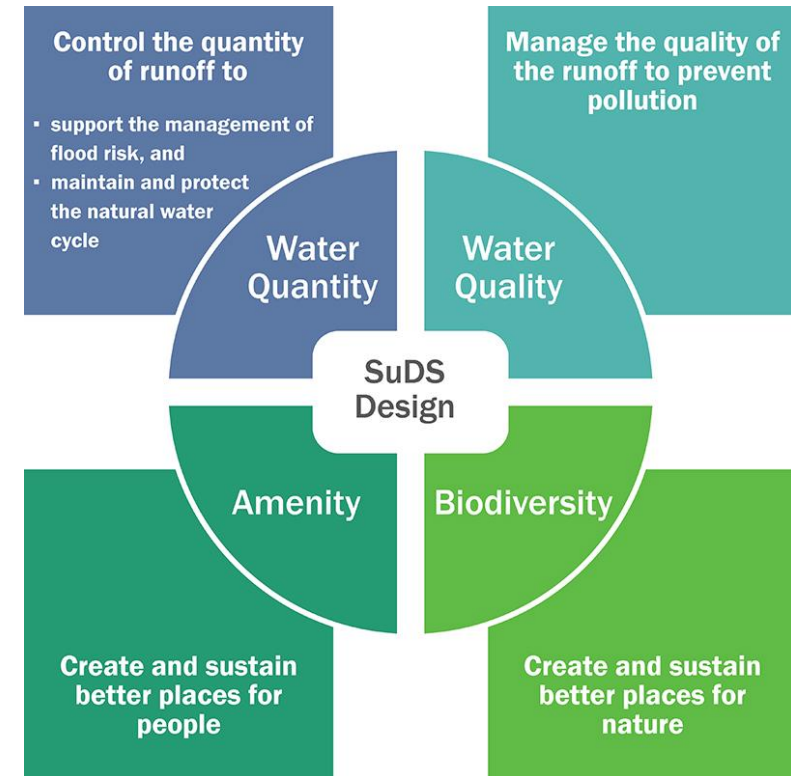 Control the quantity
of runoff to
▪ support the management of
flood risk, and
▪ maintain and protect
the natural water
cycle
Water
Quantity
Manage the quality of
the runoff to prevent
pollution
Water
Quality
SuDS
Design
Amenity
Create and sustain
better places for
people
Biodiversity
Create and sustain
better places for
nature